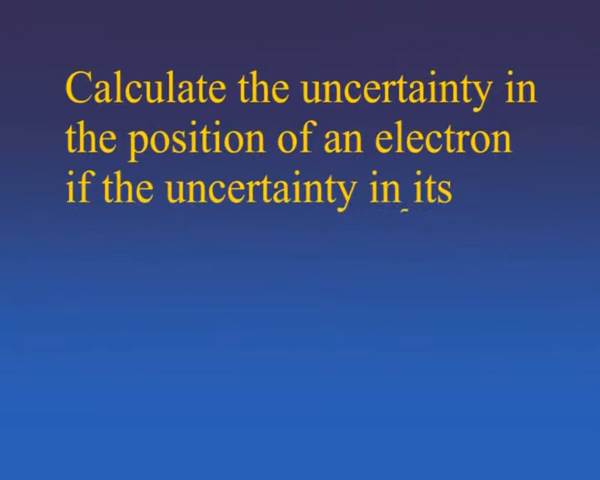 Calculate the uncertainty in
the position of an electron
if the uncertainty in its